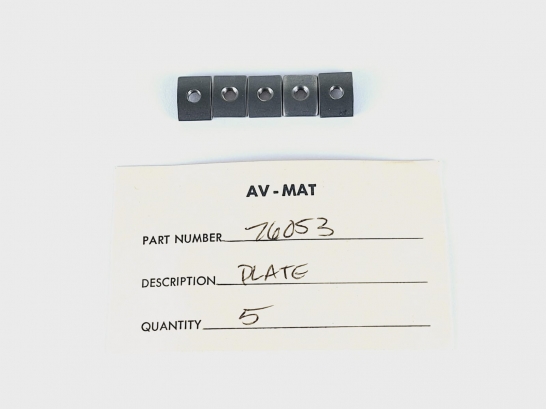 AV-MAT
PART NUMBER 76053
DESCRIPTION PLATE
QUANTITY 5